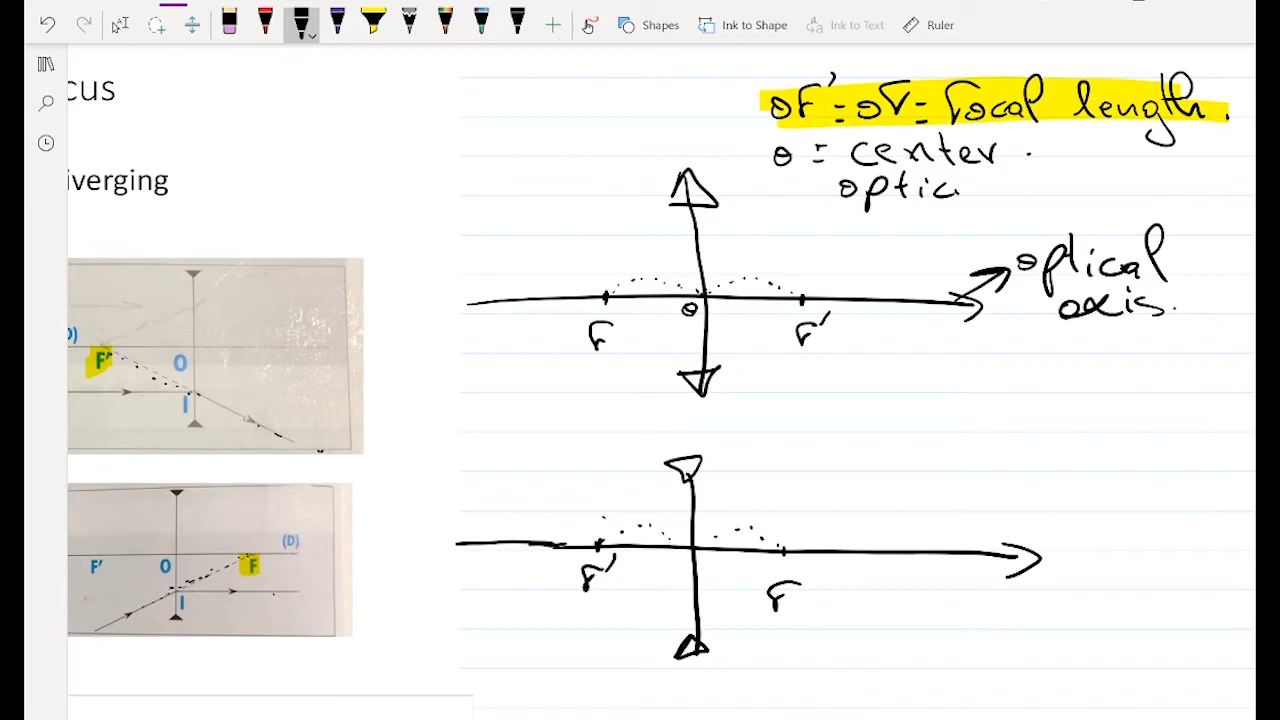 Shapes Ink to Shape Ink to Text Ruler
cus
iverging
OF' = OF = Focal length.
O = center.
optic
optical
axis.
O
F F'
F' F
F' O
I
(D)
F' O F
I